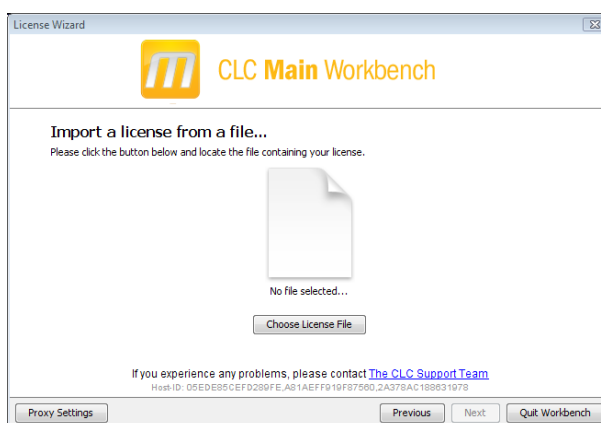 License Wizard
CLC Main Workbench
Import a license from a file...
Please click the button below and locate the file containing your license.
No file selected...
Choose License File
If you experience any problems, please contact The CLC Support Team
Host-ID: 05EDE85CEFD289FE,A81AEFF919F87560,2A378AC188631978
Proxy Settings Previous Next Quit Workbench